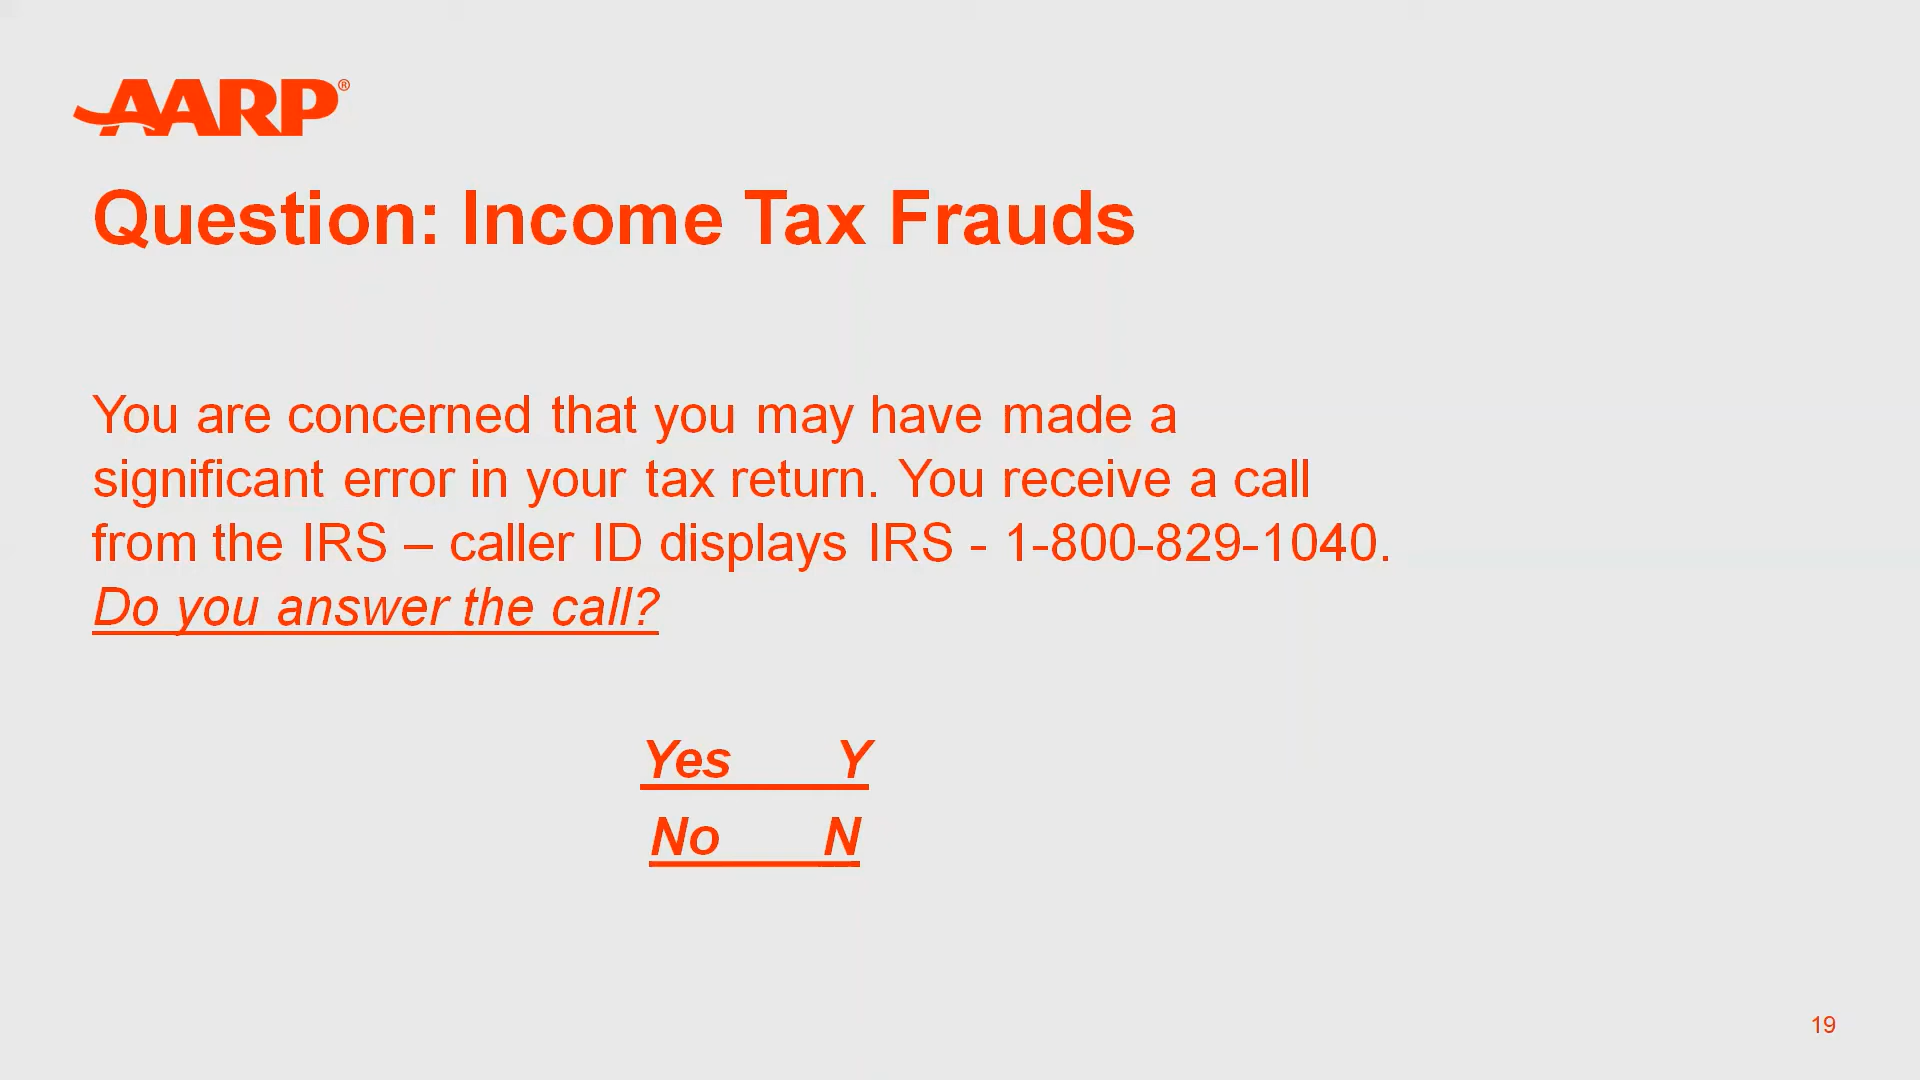 AARP®
Question: Income Tax Frauds
You are concerned that you may have made a
significant error in your tax return. You receive a call
from the IRS – caller ID displays IRS - 1-800-829-1040.
Do you answer the call?
Yes Y
No N
19